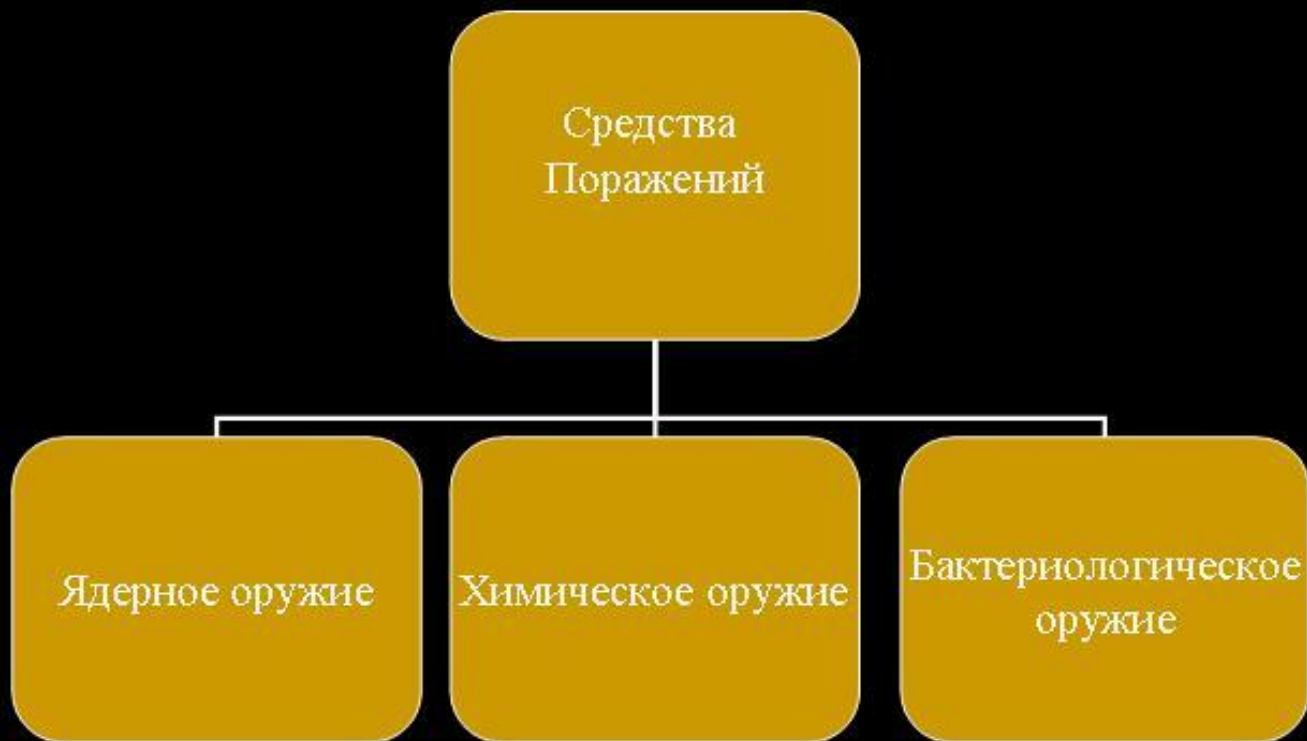 Средства
Поражений
Ядерное оружие
Химическое оружие
Бактериологическое
оружие